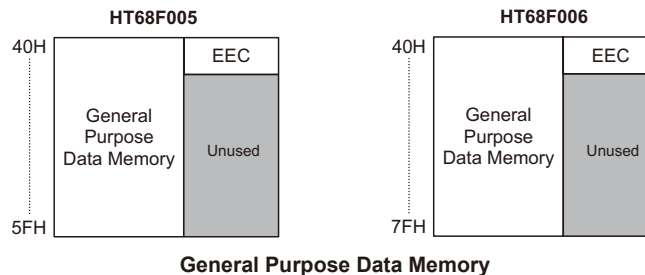 HT68F005
40H
EEC
General
Purpose
Data Memory
Unused
5FH
HT68F006
40H
EEC
General
Purpose
Data Memory
Unused
7FH
General Purpose Data Memory